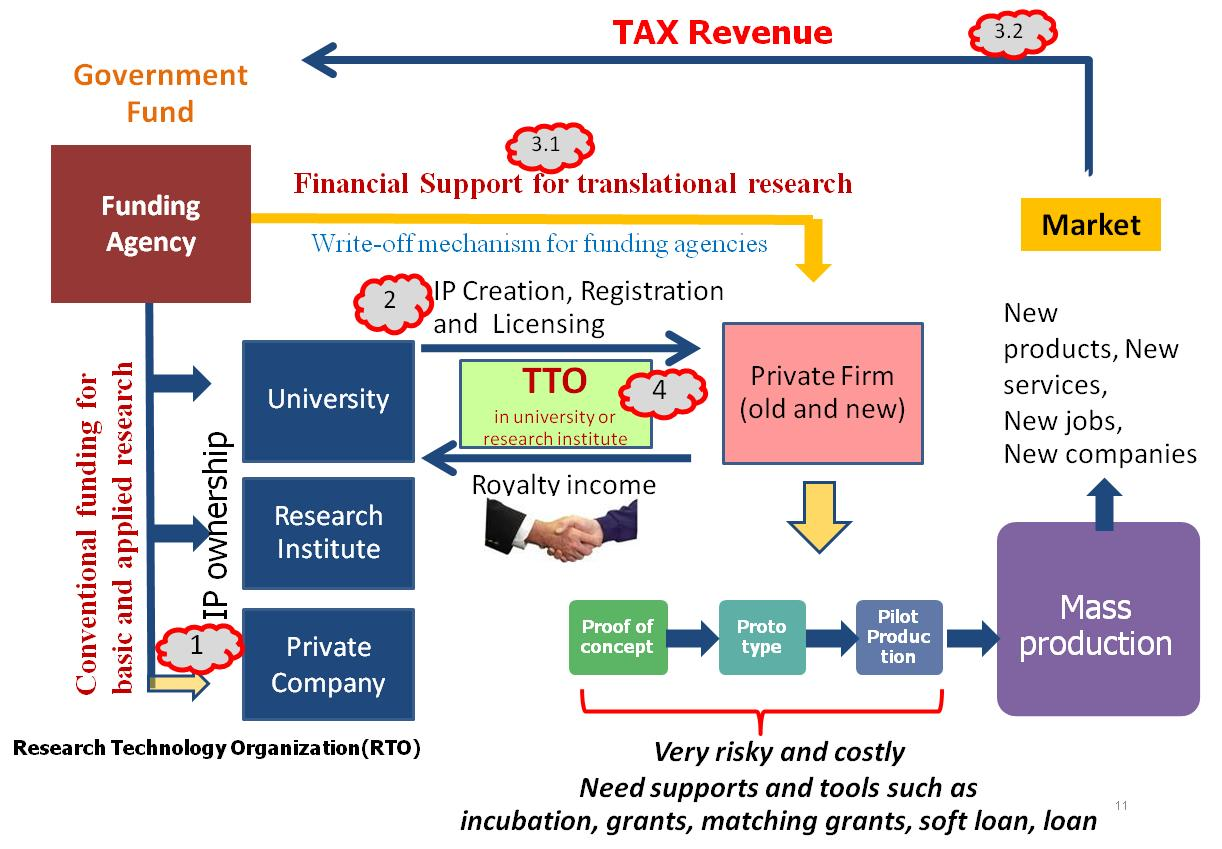 TAX Revenue
3.2
Government
Fund
3.1
Financial Support for translational research
Funding
Agency
Write-off mechanism for funding agencies
Market
2
IP Creation, Registration
and Licensing
New
products, New
services,
New jobs,
New companies
University
TTO
in university or
research institute
4
Private Firm
(old and new)
Royalty income
Conventional funding for
basic and applied research
IP ownership
Research
Institute
1
Private
Company
Proof of
concept
Proto
type
Pilot
Produc
tion
Mass
production
Research Technology Organization(RTO)
Very risky and costly
Need supports and tools such as
incubation, grants, matching grants, soft loan, loan
11